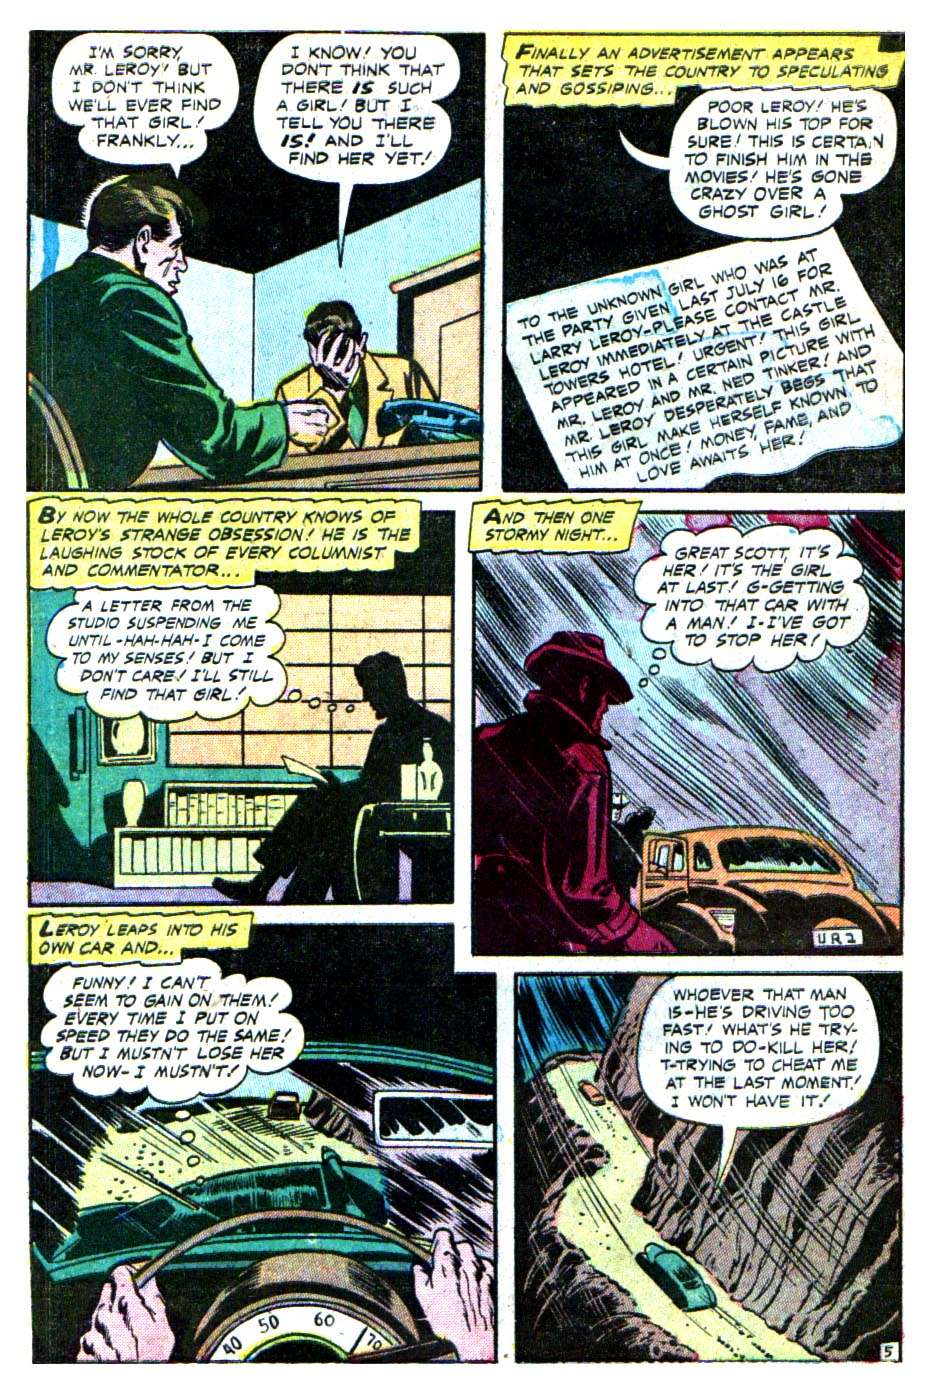 I'M SORRY,
MR. LEROY! BUT
I DON'T THINK
WE'LL EVER FIND
THAT GIRL!
FRANKLY...
I KNOW! YOU
DON'T THINK THAT
THERE IS SUCH
A GIRL! BUT I
TELL YOU THERE
IS! AND I'LL
FIND HER YET!
FINALLY AN ADVERTISEMENT APPEARS
THAT SETS THE COUNTRY TO SPECULATING
AND GOSSIPING...
POOR LEROY! HE'S
BLOWN HIS TOP FOR
SURE! THIS IS CERTAIN
TO FINISH HIM IN THE
MOVIES! HE'S GONE
CRAZY OVER A
GHOST GIRL!
TO THE UNKNOWN GIRL WHO WAS AT
THE PARTY GIVEN LAST JULY 16 FOR
LARRY LEROY-PLEASE CONTACT MR.
LEROY IMMEDIATELY AT THE CASTLE
TOWERS HOTEL! URGENT! THIS GIRL
APPEARED IN A CERTAIN PICTURE WITH
MR. LEROY AND MR. NED TINKER! AND
MR. LEROY DESPERATELY BEGS THAT
THIS GIRL MAKE HERSELF KNOWN TO
HIM AT ONCE! MONEY, FAME, AND
LOVE AWAITS HER!
BY NOW THE WHOLE COUNTRY KNOWS OF
LEROY'S STRANGE OBSESSION! HE IS THE
LAUGHING STOCK OF EVERY COLUMNIST
AND COMMENTATOR...
A LETTER FROM THE
STUDIO SUSPENDING ME
UNTIL -HAH-HAH- I COME
TO MY SENSES! BUT I
DON'T CARE! I'LL STILL
FIND THAT GIRL!
AND THEN ONE
STORMY NIGHT...
GREAT SCOTT, IT'S
HER! IT'S THE GIRL
AT LAST! G-GETTING
INTO THAT CAR WITH
A MAN! I-I'VE GOT
TO STOP HER!
UR2
LEROY LEAPS INTO HIS
OWN CAR AND...
FUNNY! I CAN'T
SEEM TO GAIN ON THEM!
EVERY TIME I PUT ON
SPEED THEY DO THE SAME!
BUT I MUSTN'T LOSE HER
NOW- I MUSTN'T!
40 50 60 70
WHOEVER THAT MAN
IS-HE'S DRIVING TOO
FAST! WHAT'S HE TRY-
ING TO DO-KILL HER!
T-TRYING TO CHEAT ME
AT THE LAST MOMENT!
I WON'T HAVE IT!
5